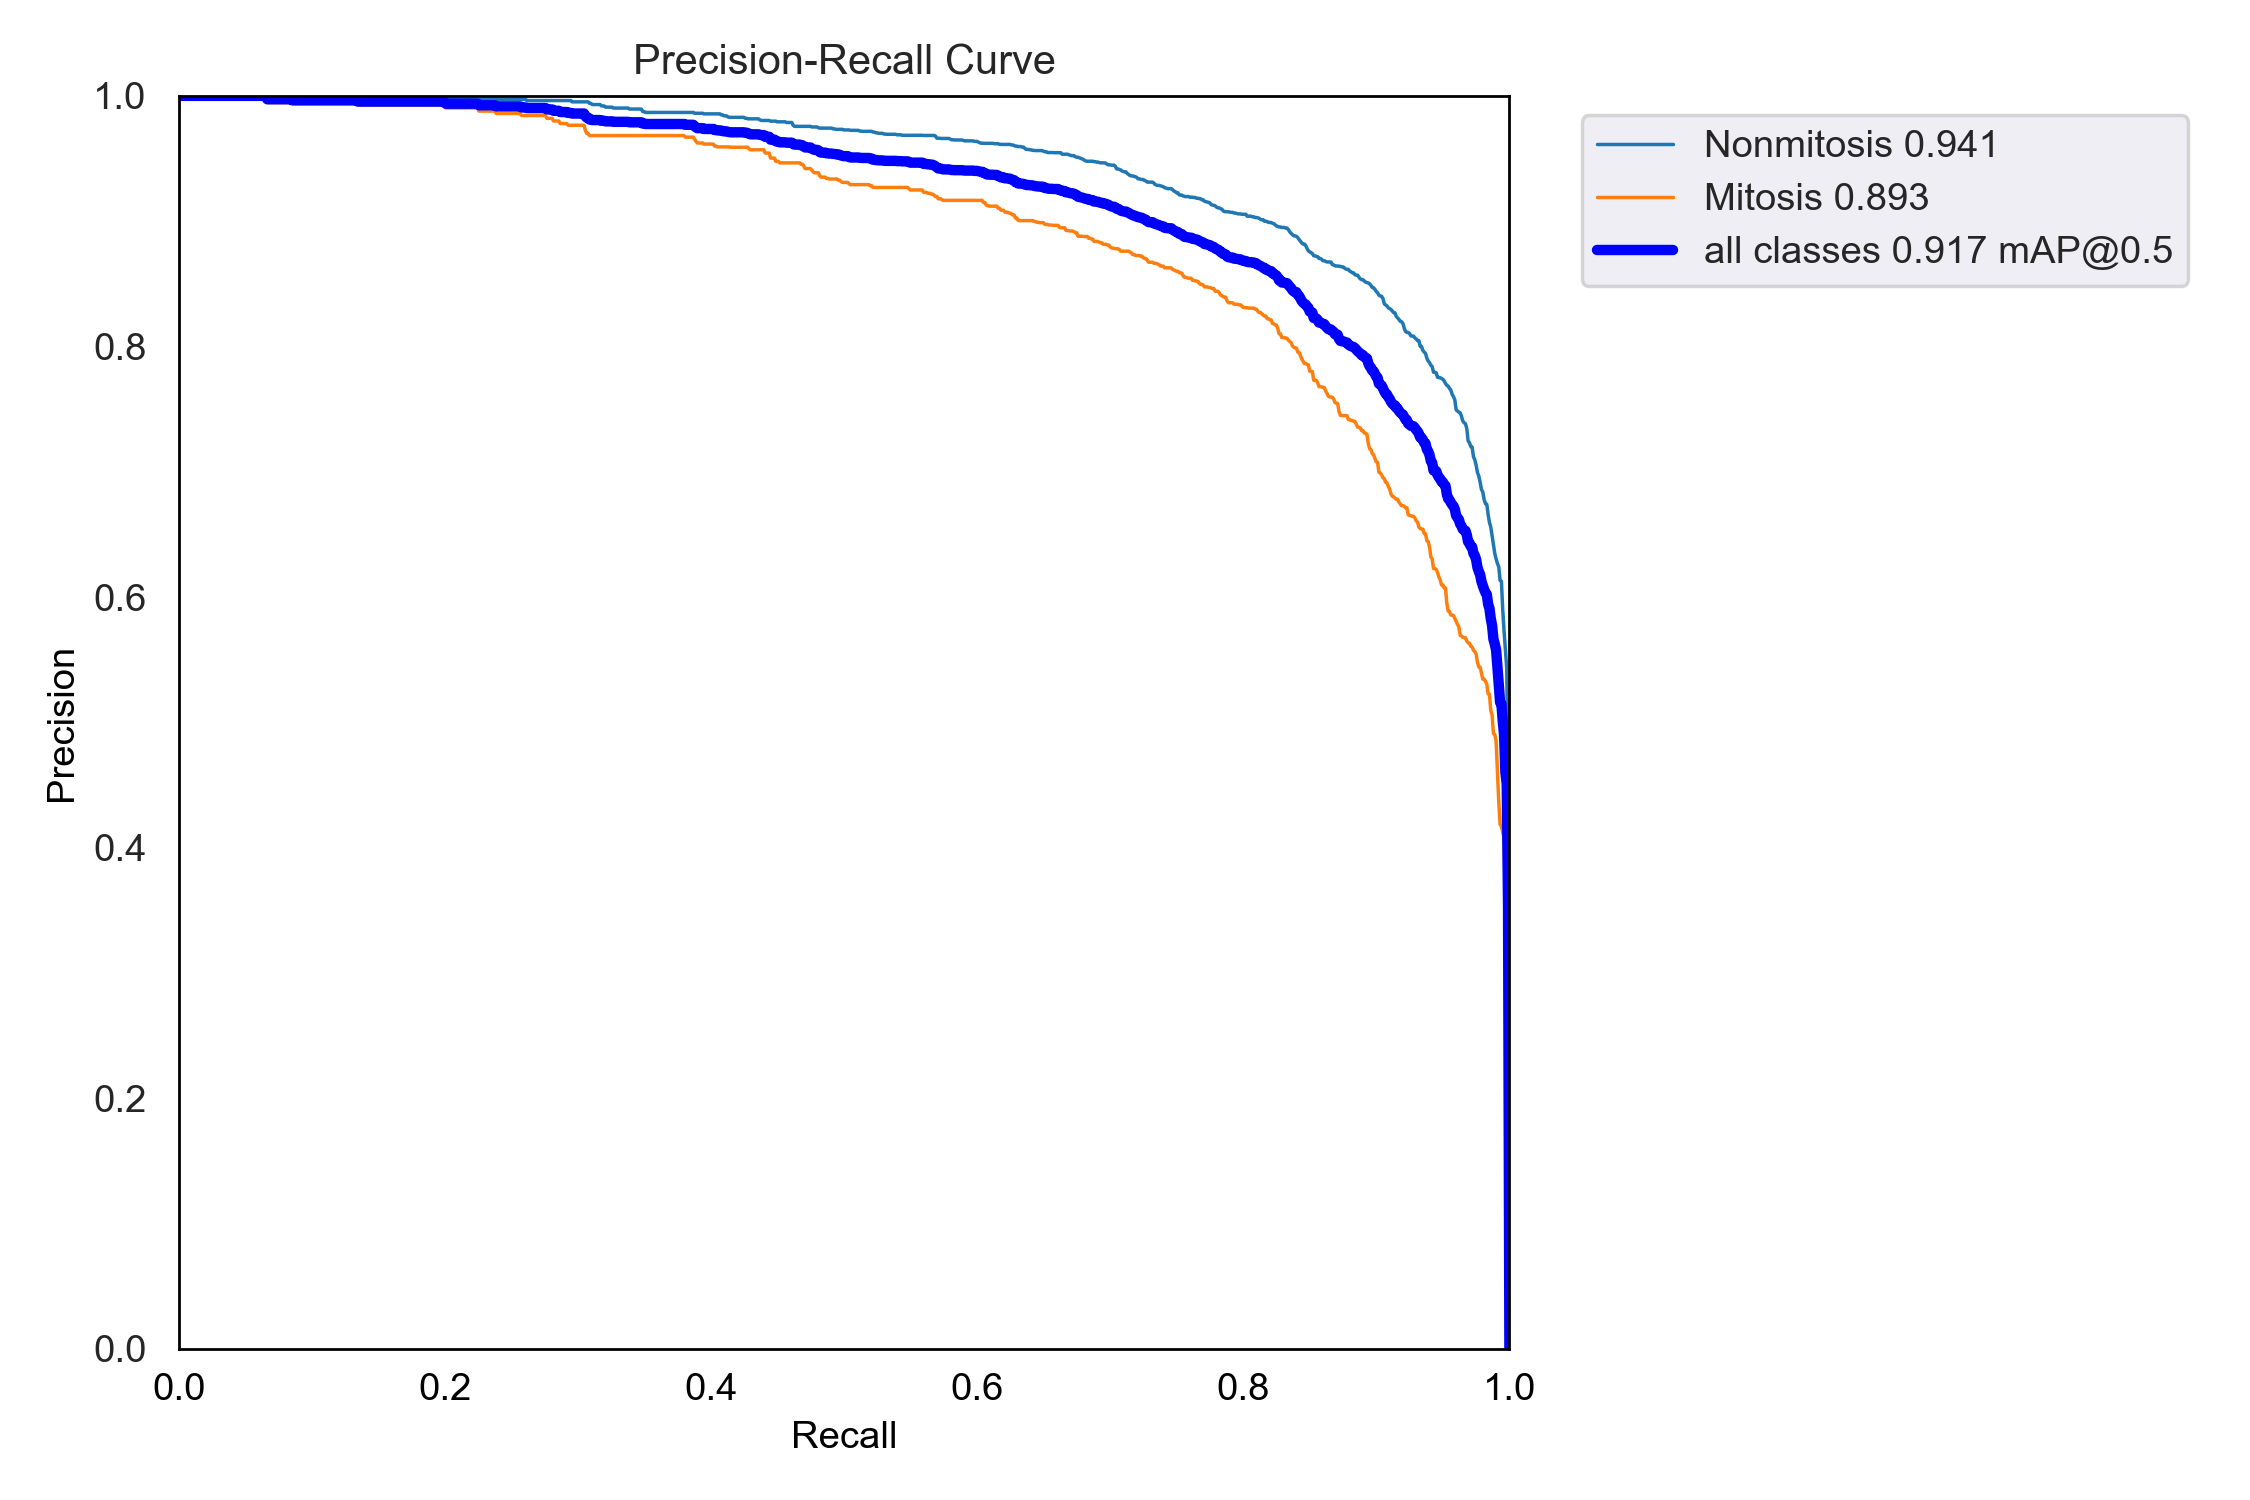 Precision-Recall Curve
1.0
0.8
0.6
0.4
0.2
0.0
Precision
0.0 0.2 0.4 0.6 0.8 1.0
Recall
Nonmitosis 0.941
Mitosis 0.893
all classes 0.917 mAP@0.5